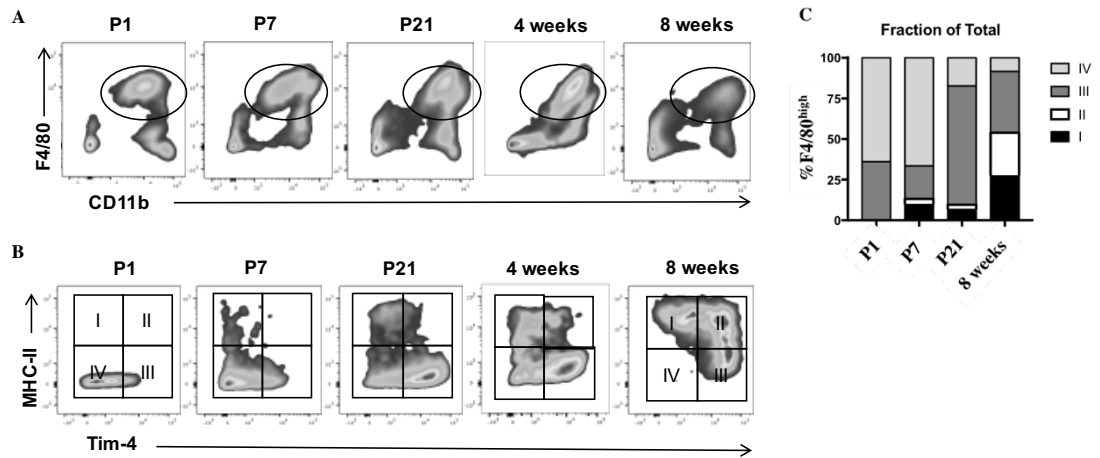 A
P1
P7
P21
4 weeks
8 weeks
F4/80
CD11b
B
P1
P7
P21
4 weeks
8 weeks
I
II
IV
III
I
II
IV
III
MHC-II
Tim-4
C
Fraction of Total
100
75
50
25
0
% F4/80high
P1
P7
P21
8 weeks
IV
III
II
I